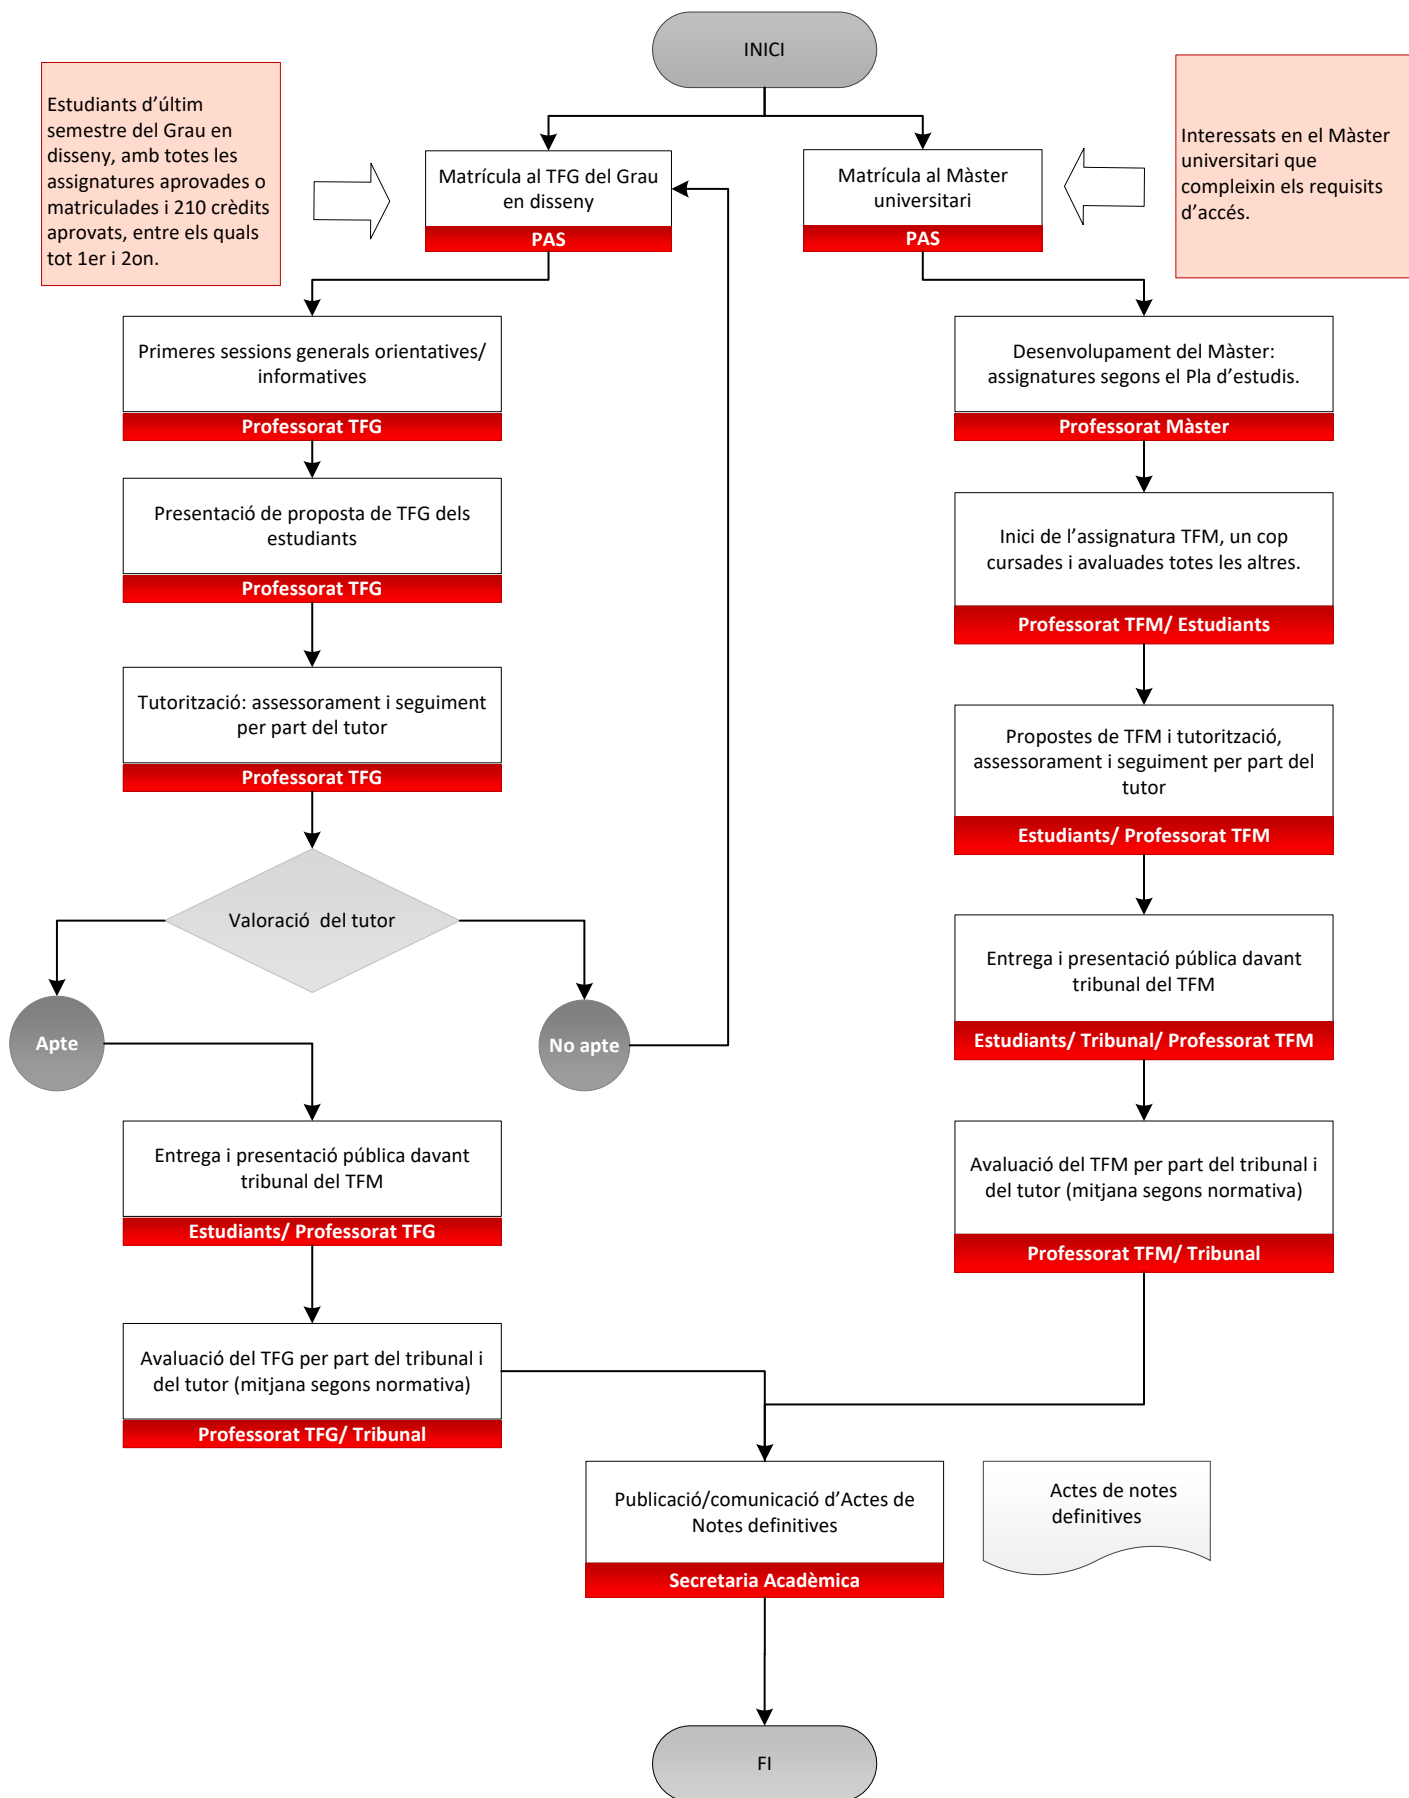 INICI
Estudiants d’últim
semestre del Grau en
disseny, amb totes les
assignatures aprovades o
matriculades i 210 crèdits
aprovats, entre els quals
tot 1er i 2on.
Matrícula al TFG del Grau
en disseny
PAS
Matrícula al Màster
universitari
PAS
Interessats en el Màster
universitari que
compleixin els requisits
d’accés.
Primeres sessions generals orientatives/
informatives
Professorat TFG
Desenvolupament del Màster:
assignatures segons el Pla d’estudis.
Professorat Màster
Presentació de proposta de TFG dels
estudiants
Professorat TFG
Inici de l’assignatura TFM, un cop
cursades i avaluades totes les altres.
Professorat TFM/ Estudiants
Tutorització: assessorament i seguiment
per part del tutor
Professorat TFG
Propostes de TFM i tutorització,
assessorament i seguiment per part del
tutor
Estudiants/ Professorat TFM
Valoració  del tutor
Apte
No apte
Entrega i presentació pública davant
tribunal del TFM
Estudiants/ Tribunal/ Professorat TFM
Entrega i presentació pública davant
tribunal del TFM
Estudiants/ Professorat TFG
Avaluació del TFM per part del tribunal i
del tutor (mitjana segons normativa)
Professorat TFM/ Tribunal
Avaluació del TFG per part del tribunal i
del tutor (mitjana segons normativa)
Professorat TFG/ Tribunal
Publicació/comunicació d’Actes de
Notes definitives
Secretaria Acadèmica
Actes de notes
definitives
FI